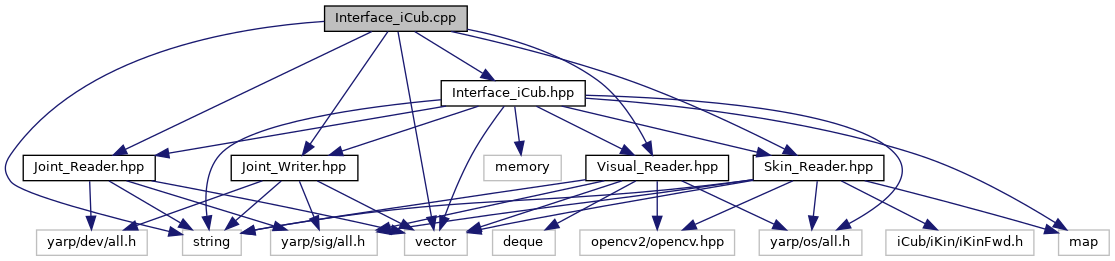 Interface_iCub.cpp
Interface_iCub.hpp
Joint_Reader.hpp
Joint_Writer.hpp
memory
Visual_Reader.hpp
Skin_Reader.hpp
yarp/dev/all.h
string
yarp/sig/all.h
vector
deque
opencv2/opencv.hpp
yarp/os/all.h
iCub/iKin/iKinFwd.h
map